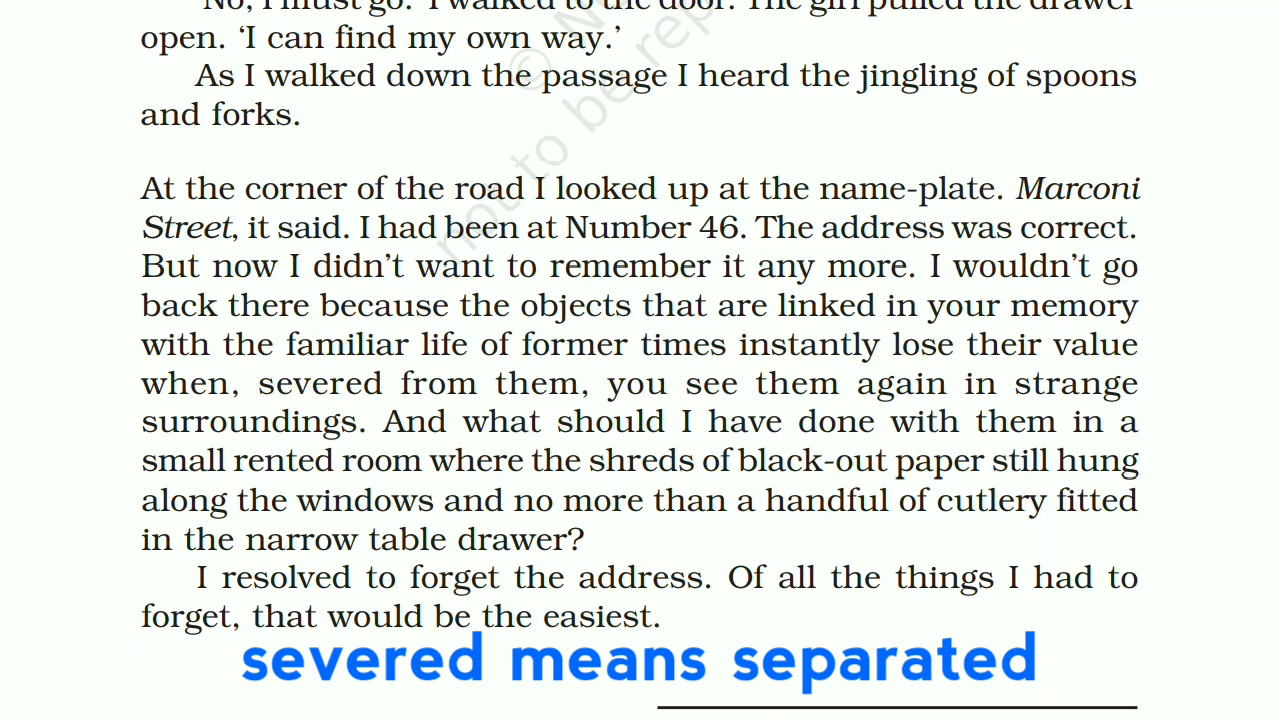 'No, I must go.' I walked to the door. The girl pulled the drawer
open. ‘I can find my own way.’
As I walked down the passage I heard the jingling of spoons
and forks.
At the corner of the road I looked up at the name-plate. Marconi
Street, it said. I had been at Number 46. The address was correct.
But now I didn’t want to remember it any more. I wouldn’t go
back there because the objects that are linked in your memory
with the familiar life of former times instantly lose their value
when, severed from them, you see them again in strange
surroundings. And what should I have done with them in a
small rented room where the shreds of black-out paper still hung
along the windows and no more than a handful of cutlery fitted
in the narrow table drawer?
I resolved to forget the address. Of all the things I had to
forget, that would be the easiest.
severed means separated
not to be rep